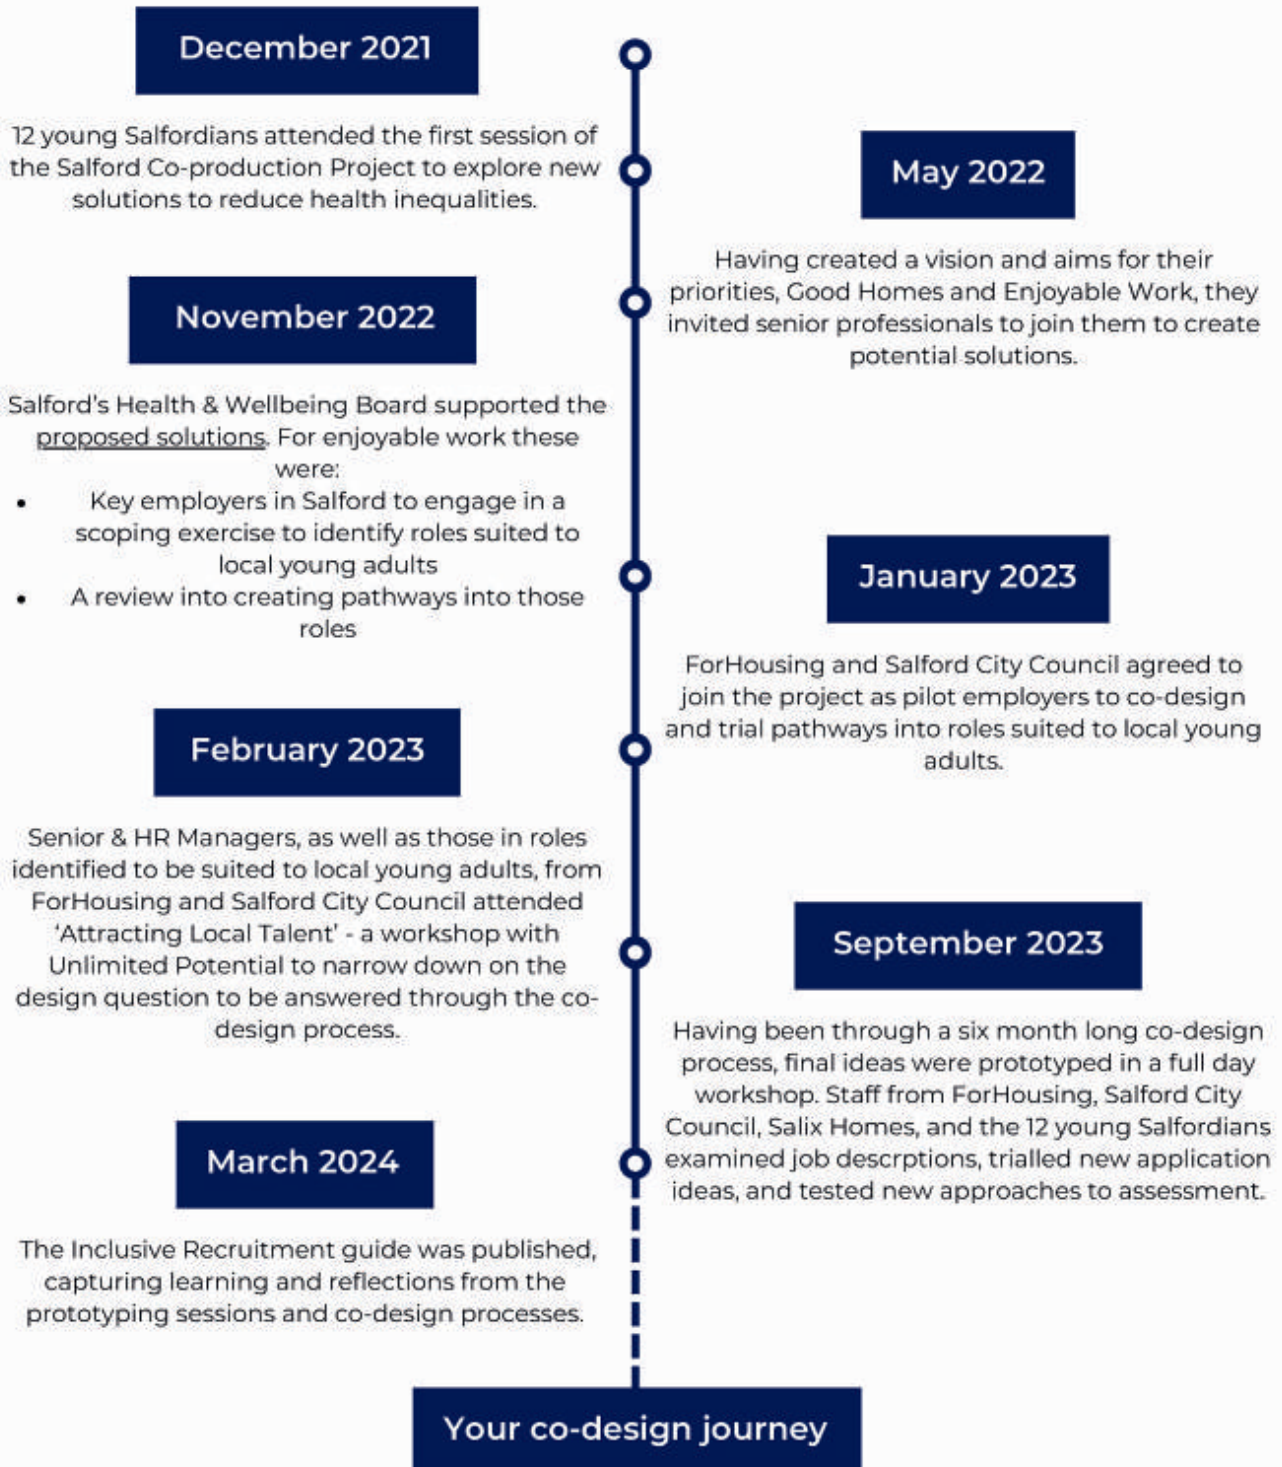 December 2021
12 young Salfordians attended the first session of
the Salford Co-production Project to explore new
solutions to reduce health inequalities.
May 2022
Having created a vision and aims for their
priorities, Good Homes and Enjoyable Work, they
invited senior professionals to join them to create
potential solutions.
November 2022
Salford's Health & Wellbeing Board supported the
proposed solutions. For enjoyable work these
were:
• Key employers in Salford to engage in a
scoping exercise to identify roles suited to
local young adults
• A review into creating pathways into those
roles
January 2023
ForHousing and Salford City Council agreed to
join the project as pilot employers to co-design
and trial pathways into roles suited to local young
adults.
February 2023
Senior & HR Managers, as well as those in roles
identified to be suited to local young adults, from
ForHousing and Salford City Council attended
'Attracting Local Talent' - a workshop with
Unlimited Potential to narrow down on the
design question to be answered through the co-
design process.
September 2023
Having been through a six month long co-design
process, final ideas were prototyped in a full day
workshop. Staff from ForHousing, Salford City
Council, Salix Homes, and the 12 young Salfordians
examined job descrptions, trialled new application
ideas, and tested new approaches to assessment.
March 2024
The Inclusive Recruitment guide was published,
capturing learning and reflections from the
prototyping sessions and co-design processes.
Your co-design journey